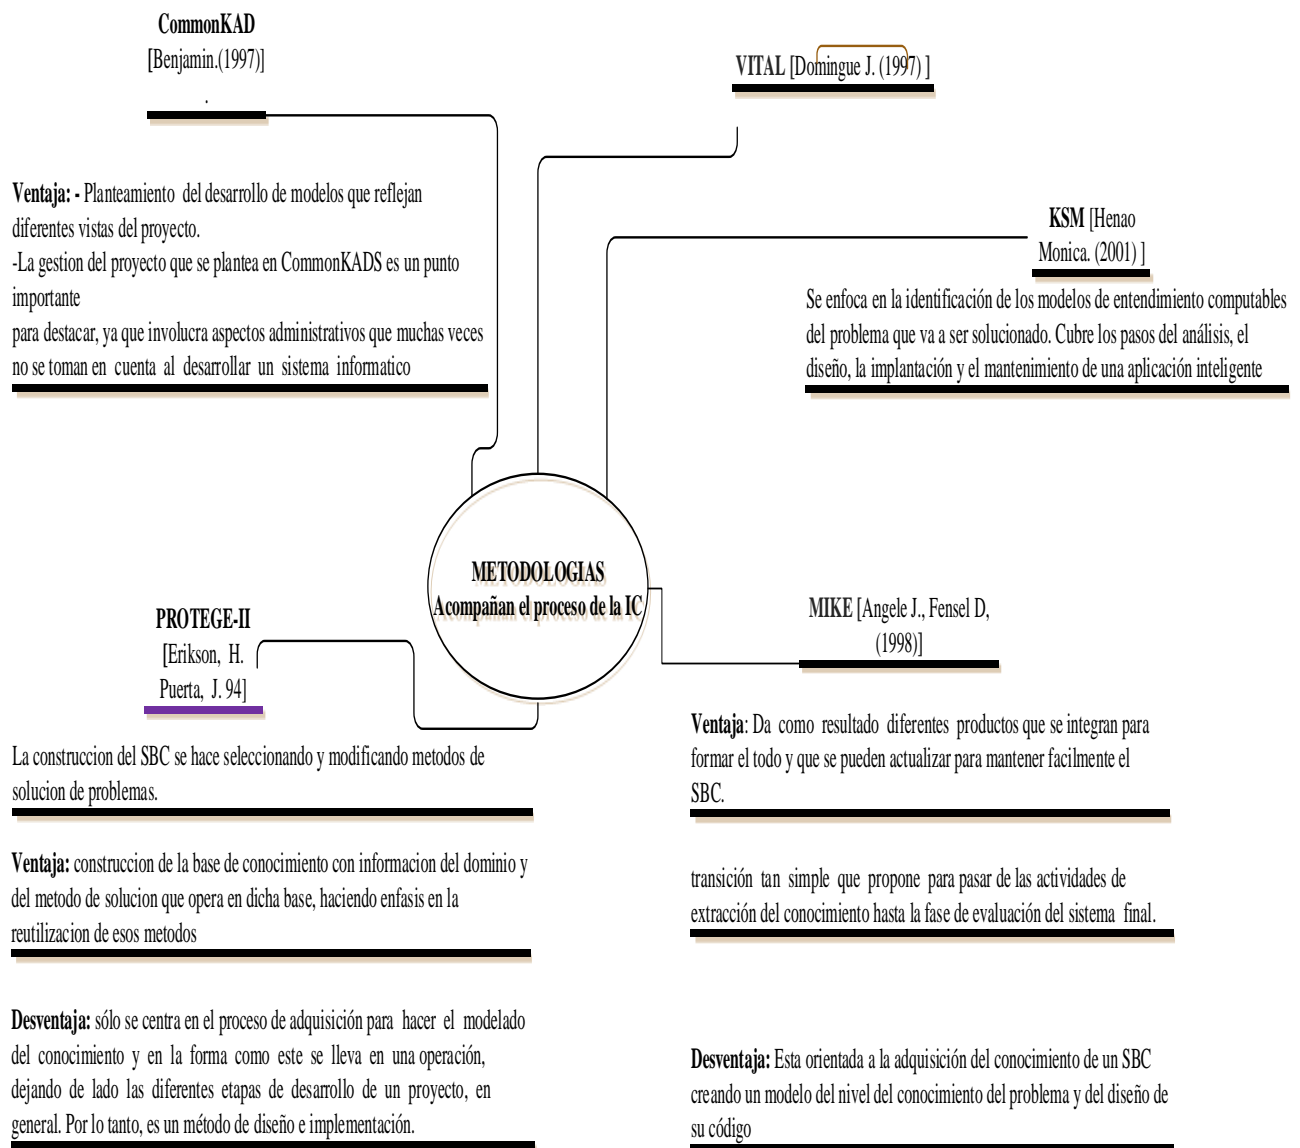 CommonKAD
[Benjamin.(1997)]
.
Ventaja: - Planteamiento del desarrollo de modelos que reflejan
diferentes vistas del proyecto.
-La gestion del proyecto que se plantea en CommonKADS es un punto
importante
para destacar, ya que involucra aspectos administrativos que muchas veces
no se toman en cuenta al desarrollar un sistema informatico
VITAL [Domingue J. (1997) ]
KSM [Henao
Monica. (2001) ]
Se enfoca en la identificación de los modelos de entendimiento computables
del problema que va a ser solucionado. Cubre los pasos del análisis, el
diseño, la implantación y el mantenimiento de una aplicación inteligente
METODOLOGIAS
Acompañan el proceso de la IC
PROTEGE-II
[Erikson, H.
Puerta, J. 94]
La construccion del SBC se hace seleccionando y modificando metodos de
solucion de problemas.
Ventaja: construccion de la base de conocimiento con informacion del dominio y
del metodo de solucion que opera en dicha base, haciendo enfasis en la
reutilizacion de esos metodos
Desventaja: sólo se centra en el proceso de adquisición para hacer el modelado
del conocimiento y en la forma como este se lleva en una operación,
dejando de lado las diferentes etapas de desarrollo de un proyecto, en
general. Por lo tanto, es un método de diseño e implementación.
MIKE [Angele J., Fensel D,
(1998)]
Ventaja: Da como resultado diferentes productos que se integran para
formar el todo y que se pueden actualizar para mantener facilmente el
SBC.
transición tan simple que propone para pasar de las actividades de
extracción del conocimiento hasta la fase de evaluación del sistema final.
Desventaja: Esta orientada a la adquisición del conocimiento de un SBC
creando un modelo del nivel del conocimiento del problema y del diseño de
su código